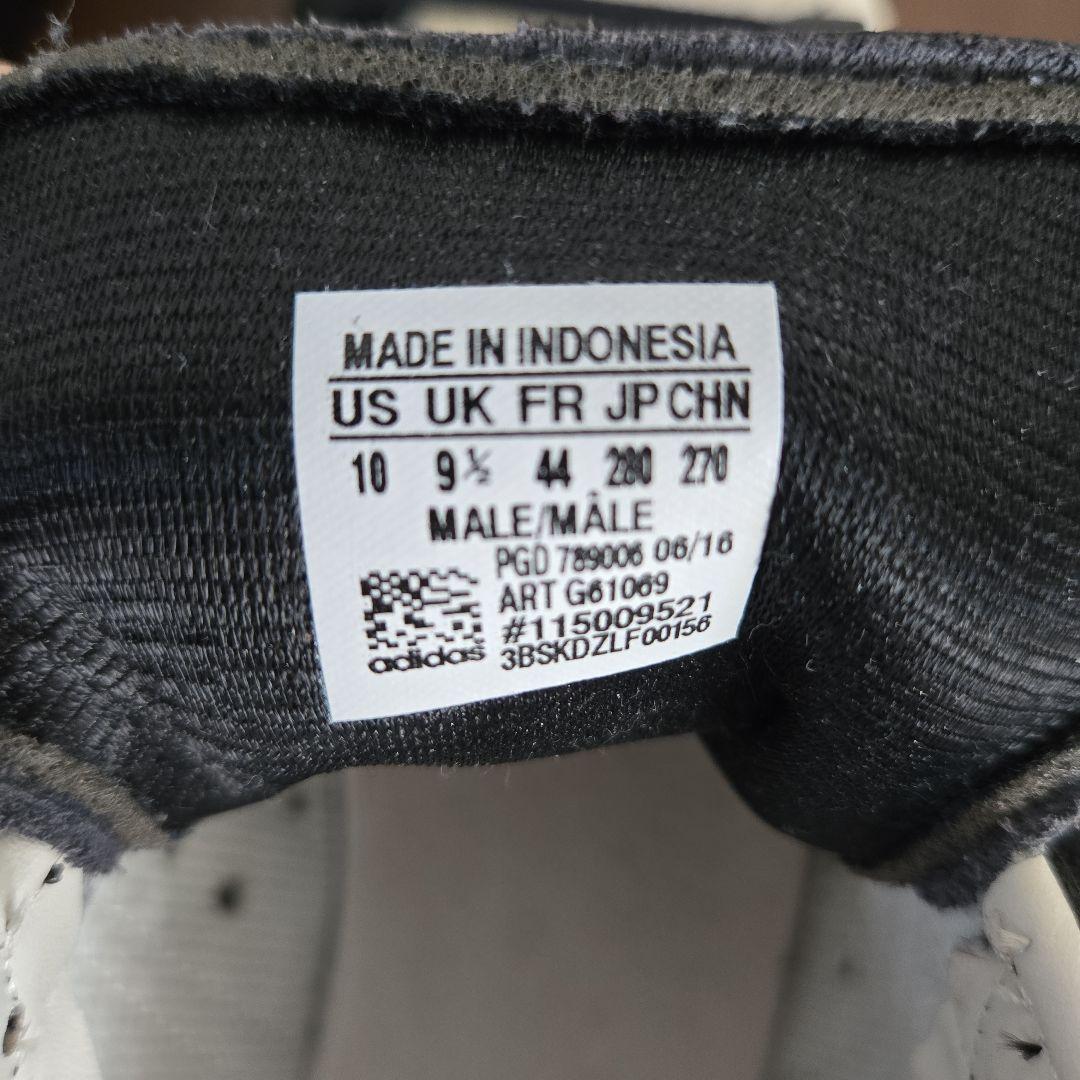 MADE IN INDONESIA
US UK FR JP CHN
10 9½ 44 280 270
MALE/MÂLE
PGD 789006 06/16
ART G61069
#115009521
adidas 3BSKDZLF00156